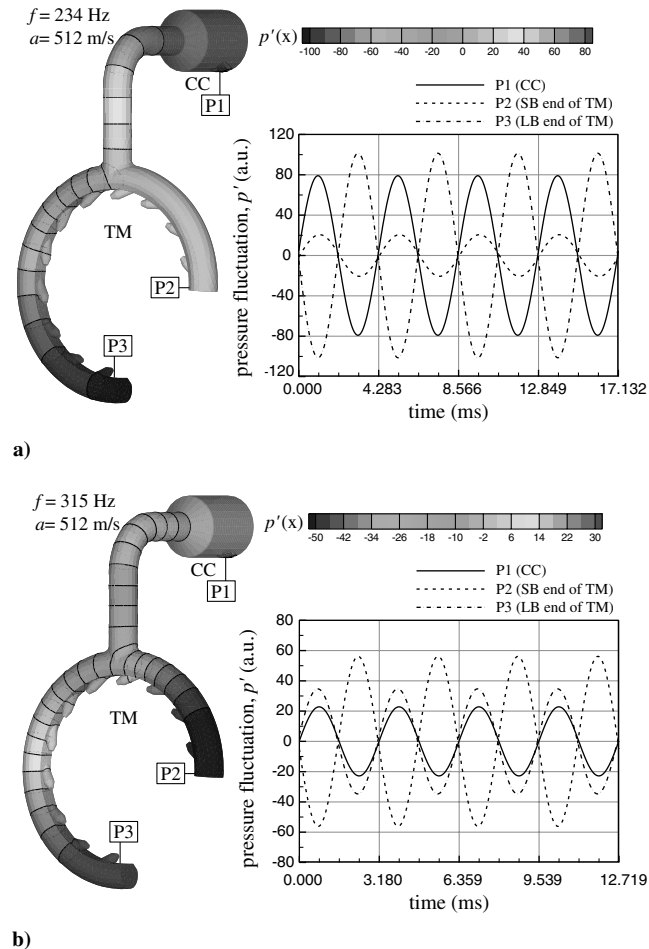 f = 234 Hz
a= 512 m/s
p'(x)
-100 -80 -60 -40 -20 0 20 40 60 80
CC
P1
P1 (CC)
P2 (SB end of TM)
P3 (LB end of TM)
TM
P2
P3
pressure fluctuation, p' (a.u.)
120
80
40
0
-40
-80
-120
0.000 4.283 8.566 12.849 17.132
time (ms)
a)
f = 315 Hz
a= 512 m/s
p'(x)
-50 -42 -34 -26 -18 -10 -2 6 14 22 30
CC
P1
P1 (CC)
P2 (SB end of TM)
P3 (LB end of TM)
TM
P2
P3
pressure fluctuation, p' (a.u.)
80
60
40
20
0
-20
-40
-60
-80
0.000 3.180 6.359 9.539 12.719
time (ms)
b)